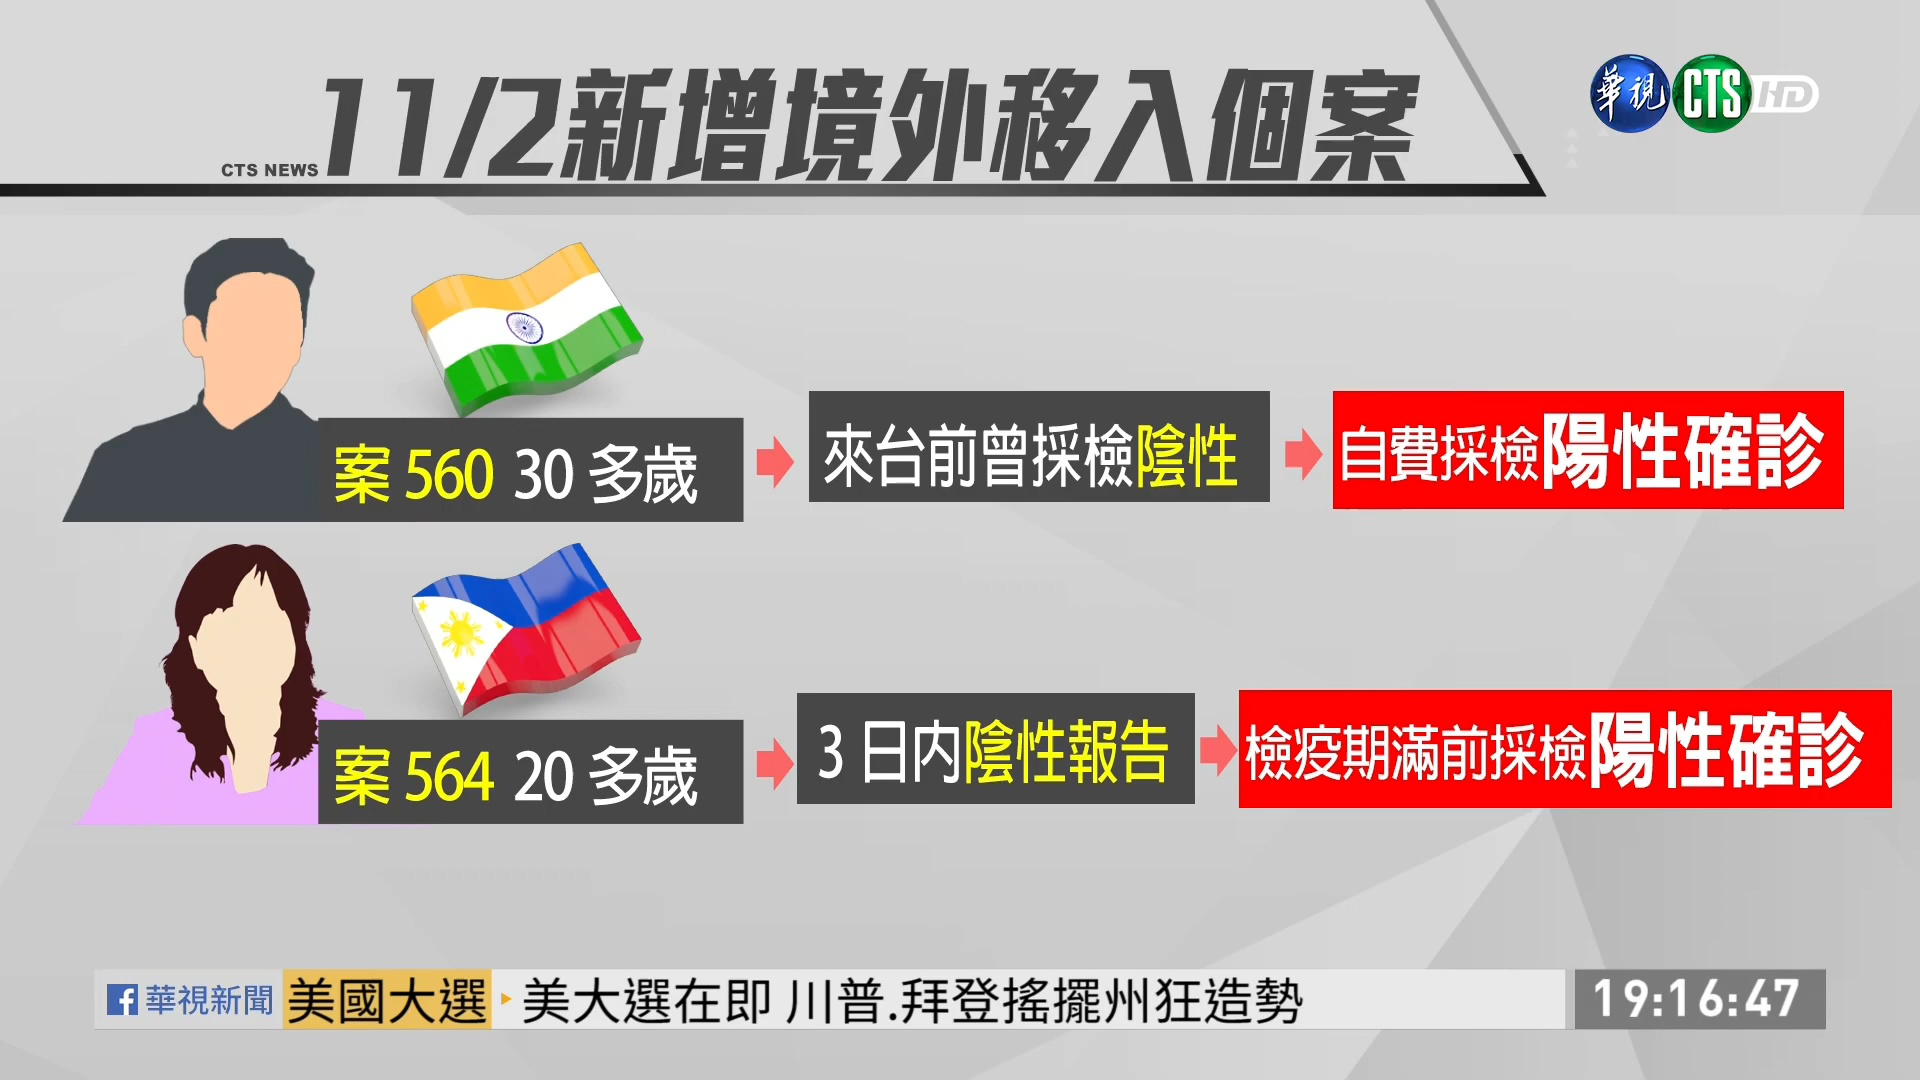 11/2新增境外移入個案
CTS NEWS
華視 CTS HD
案560 30多歲
來台前曾採檢陰性
自費採檢陽性確診
案564 20多歲
3日內陰性報告
檢疫期滿前採檢陽性確診
f 華視新聞 美國大選 美大選在即 川普.拜登搖擺州狂造勢
19:16:47